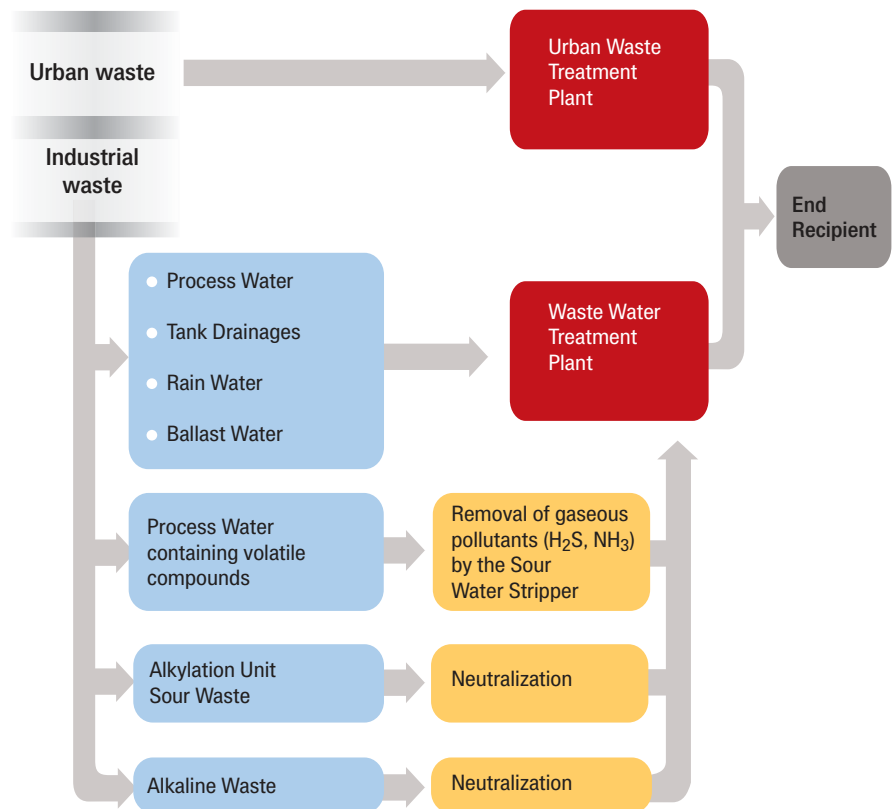 Urban waste
Urban Waste
Treatment
Plant
Industrial
waste
End
Recipient
Process Water
Tank Drainages
Rain Water
Ballast Water
Waste Water
Treatment
Plant
Process Water
containing volatile
compounds
Removal of gaseous
pollutants (H₂S, NH₃)
by the Sour
Water Stripper
Alkylation Unit
Sour Waste
Neutralization
Alkaline Waste
Neutralization